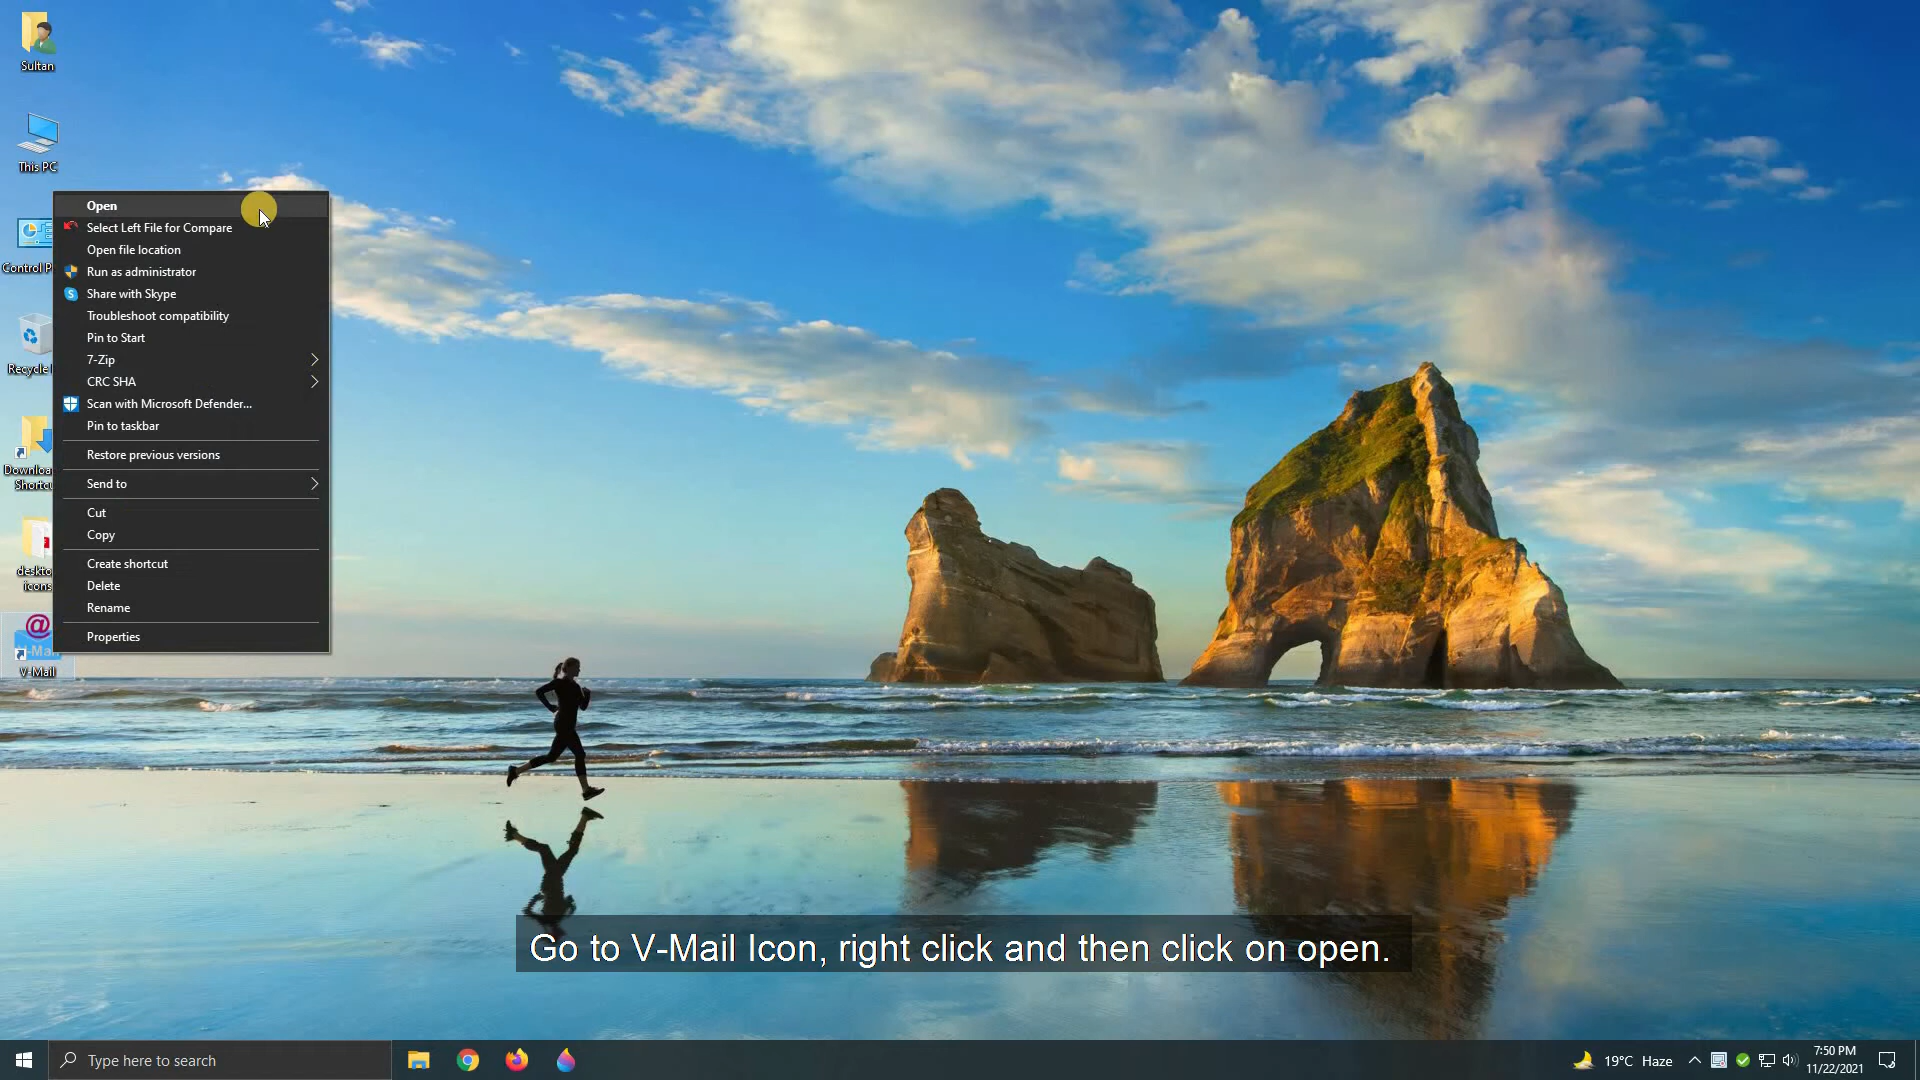 Sultan
This PC
Open
Select Left File for Compare
Open file location
Run as administrator
S Share with Skype
Troubleshoot compatibility
Pin to Start
7-Zip
CRC SHA
Scan with Microsoft Defender...
Pin to taskbar
Restore previous versions
Send to
Cut
Copy
Create shortcut
Delete
Rename
Properties
Control P
Recycle
Downloa
Shortcu
deskto
icons
@
V-Mail
Go to V-Mail Icon, right click and then click on open.
Type here to search
19°C Haze
7:50 PM
11/22/2021